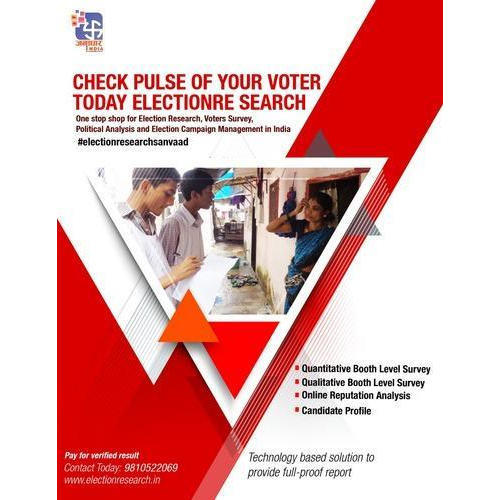 जनाधार
INDIA
CHECK PULSE OF YOUR VOTER
TODAY ELECTIONRE SEARCH
One stop shop for Election Research, Voters Survey,
Political Analysis and Election Campaign Management in India
#electionresearchsanvaad
Quantitative Booth Level Survey
Qualitative Booth Level Survey
Online Reputation Analysis
Candidate Profile
Pay for verified result
Contact Today: 9810522069
www.electionresearch.in
Technology based solution to
provide full-proof report